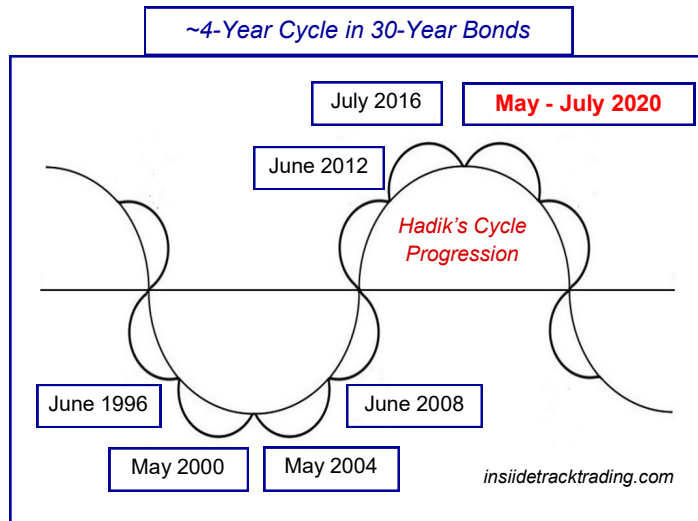 ~4-Year Cycle in 30-Year Bonds
July 2016
May - July 2020
June 2012
Hadik's Cycle
Progression
June 1996
June 2008
May 2000
May 2004
insiidetracktrading.com